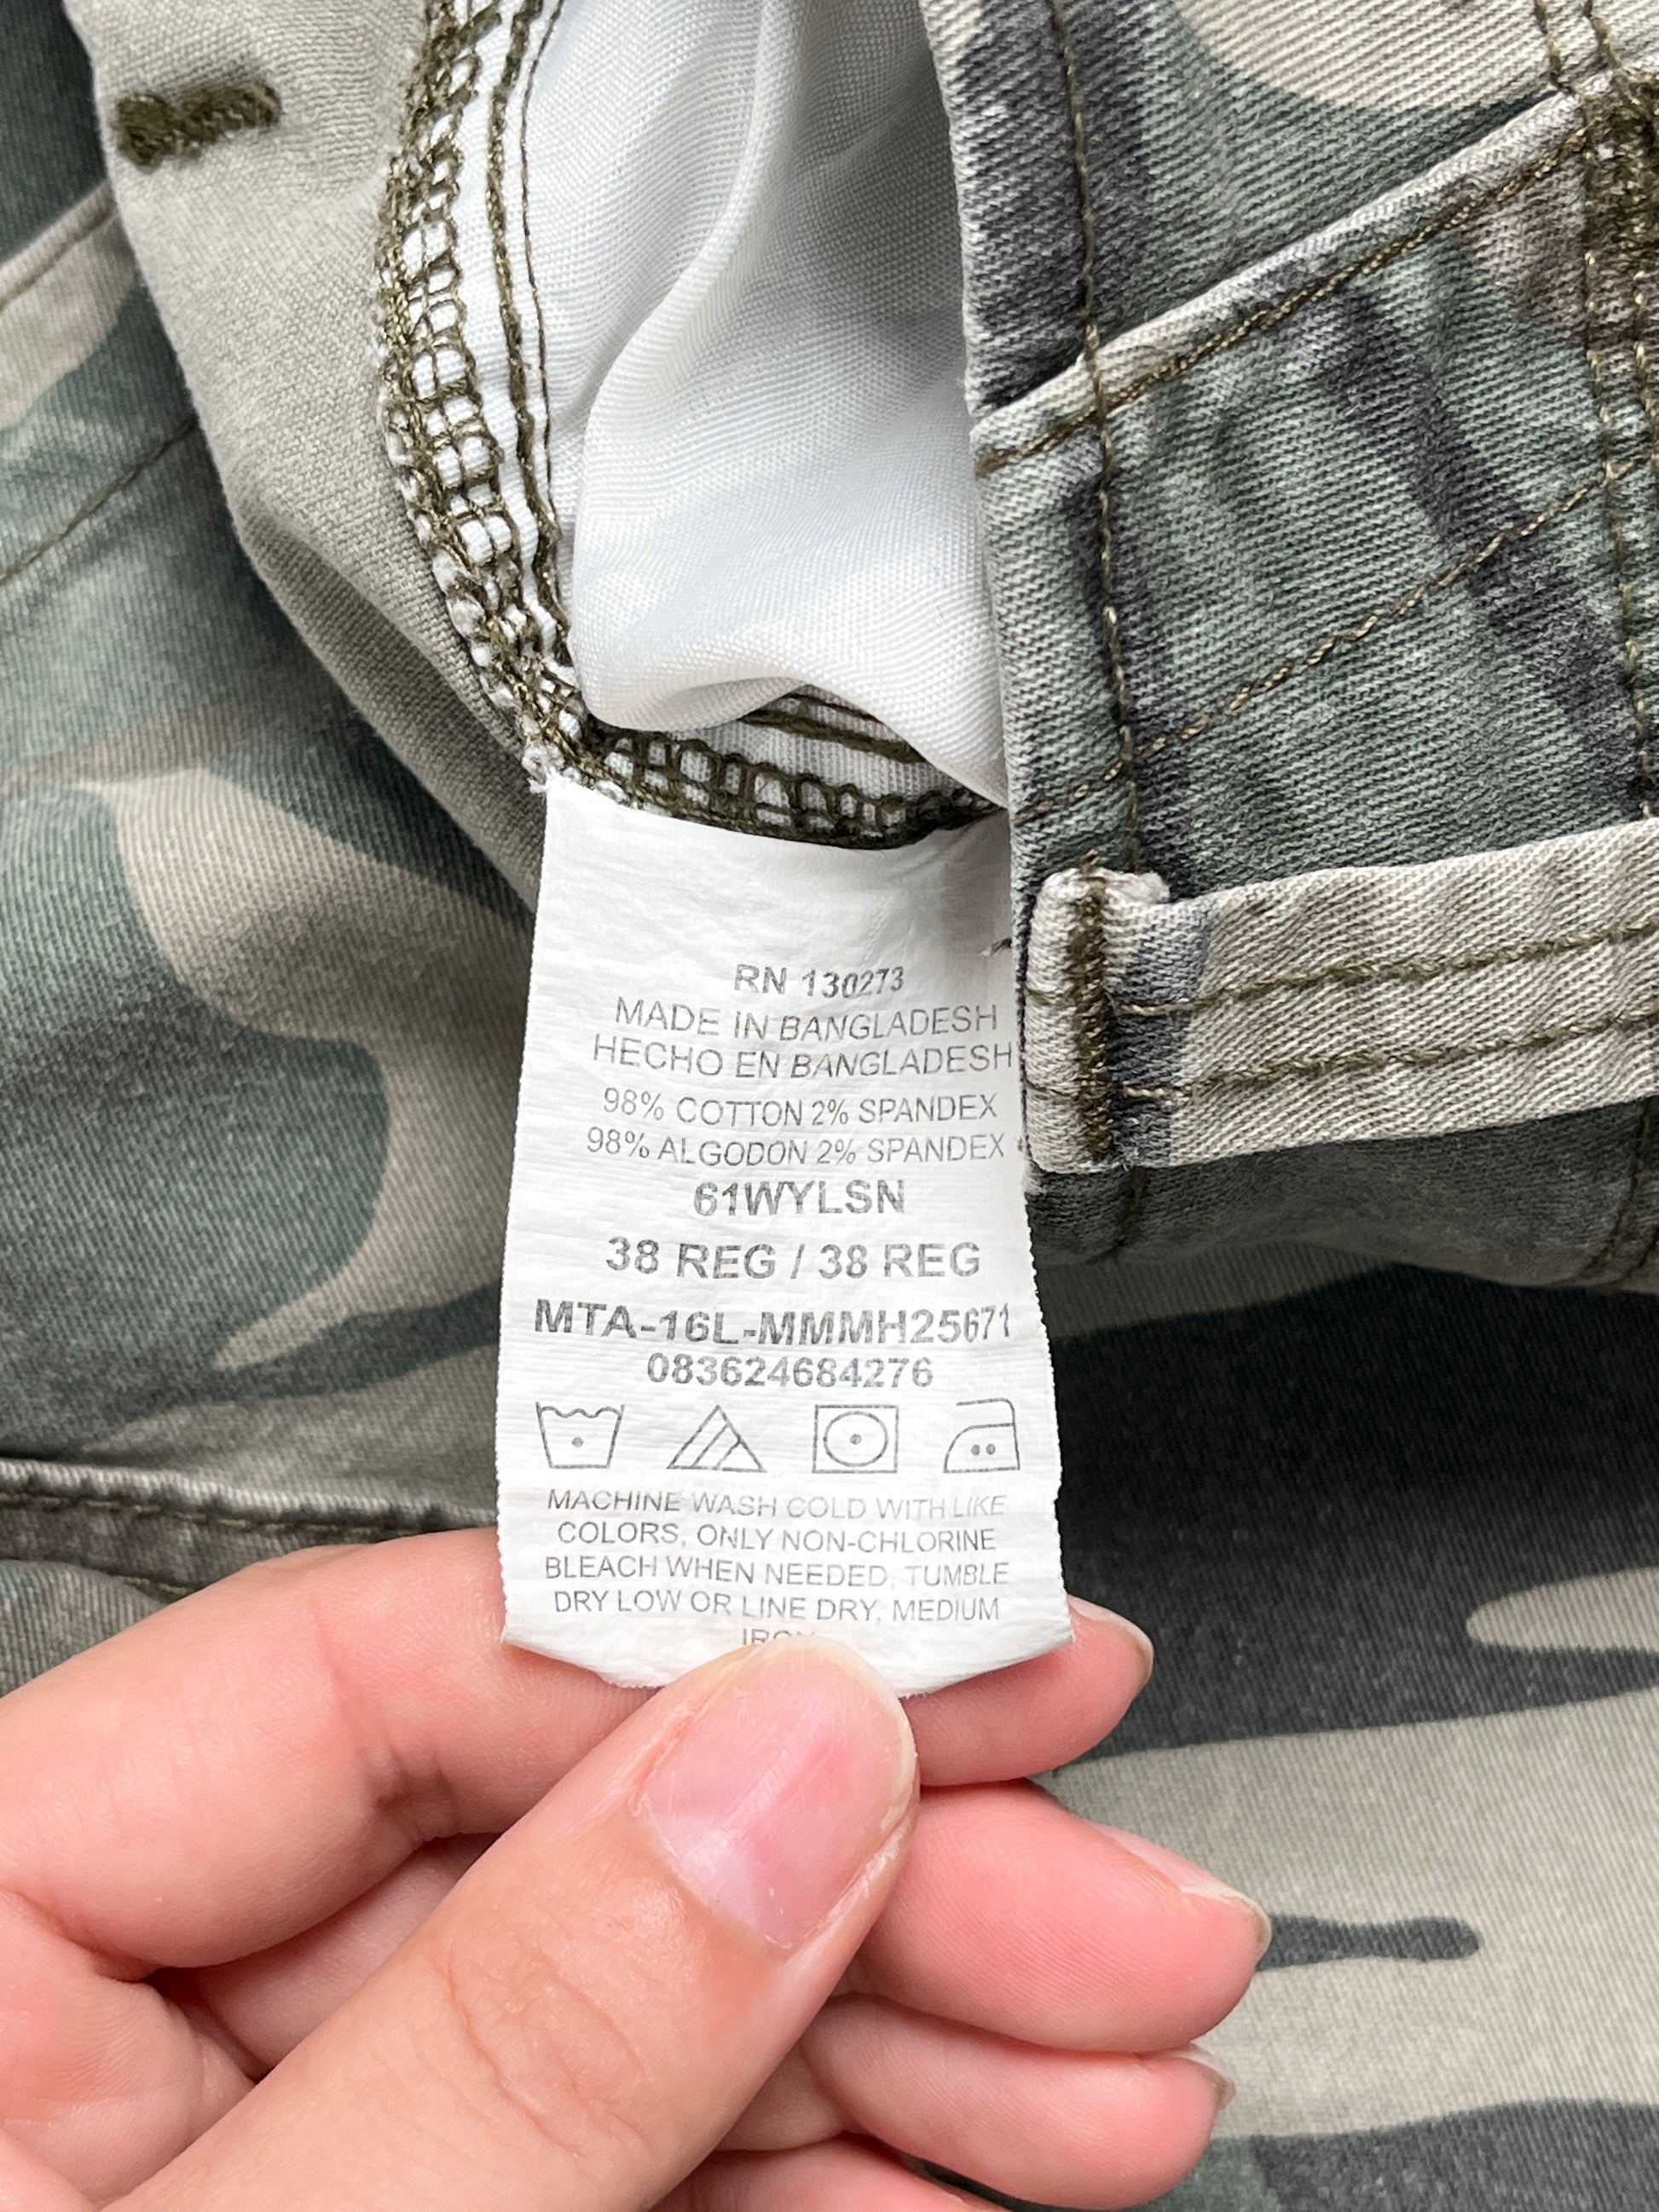 RN 130273
MADE IN BANGLADESH
HECHO EN BANGLADESH
98% COTTON 2% SPANDEX
98% ALGODON 2% SPANDEX
61WYLSN
38 REG / 38 REG
MTA-16L-MMMH25671
083624684276
MACHINE WASH COLD WITH LIKE
COLORS, ONLY NON-CHLORINE
BLEACH WHEN NEEDED, TUMBLE
DRY LOW OR LINE DRY, MEDIUM